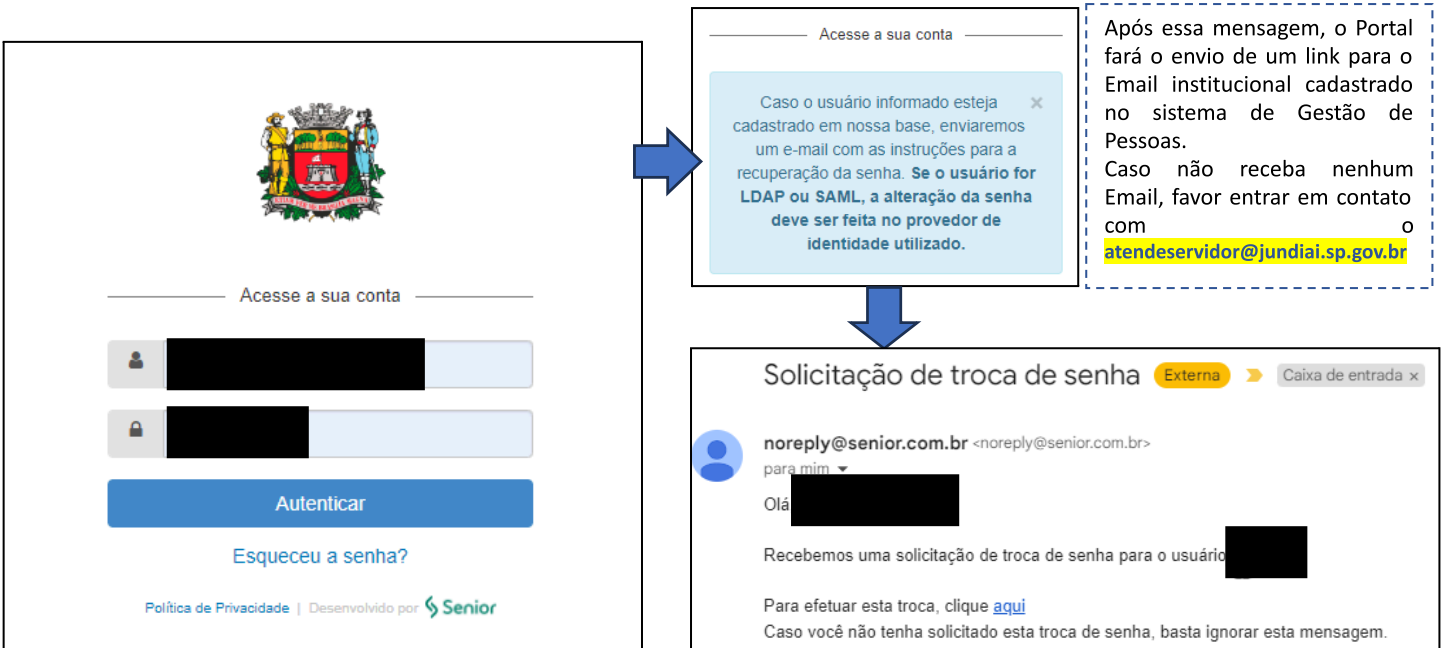 Acesse a sua conta
Autenticar
Esqueceu a senha?
Política de Privacidade | Desenvolvido por Senior
Acesse a sua conta
Caso o usuário informado esteja ×
cadastrado em nossa base, enviaremos
um e-mail com as instruções para a
recuperação da senha. Se o usuário for
LDAP ou SAML, a alteração da senha
deve ser feita no provedor de
identidade utilizado.
Após essa mensagem, o Portal
fará o envio de um link para o
Email institucional cadastrado
no sistema de Gestão de
Pessoas.
Caso não receba nenhum
Email, favor entrar em contato
com o
atendeservidor@jundiai.sp.gov.br
Solicitação de troca de senha Externa Caixa de entrada ×
noreply@senior.com.br <noreply@senior.com.br>
para mim
Olá
Recebemos uma solicitação de troca de senha para o usuário
Para efetuar esta troca, clique aqui
Caso você não tenha solicitado esta troca de senha, basta ignorar esta mensagem.